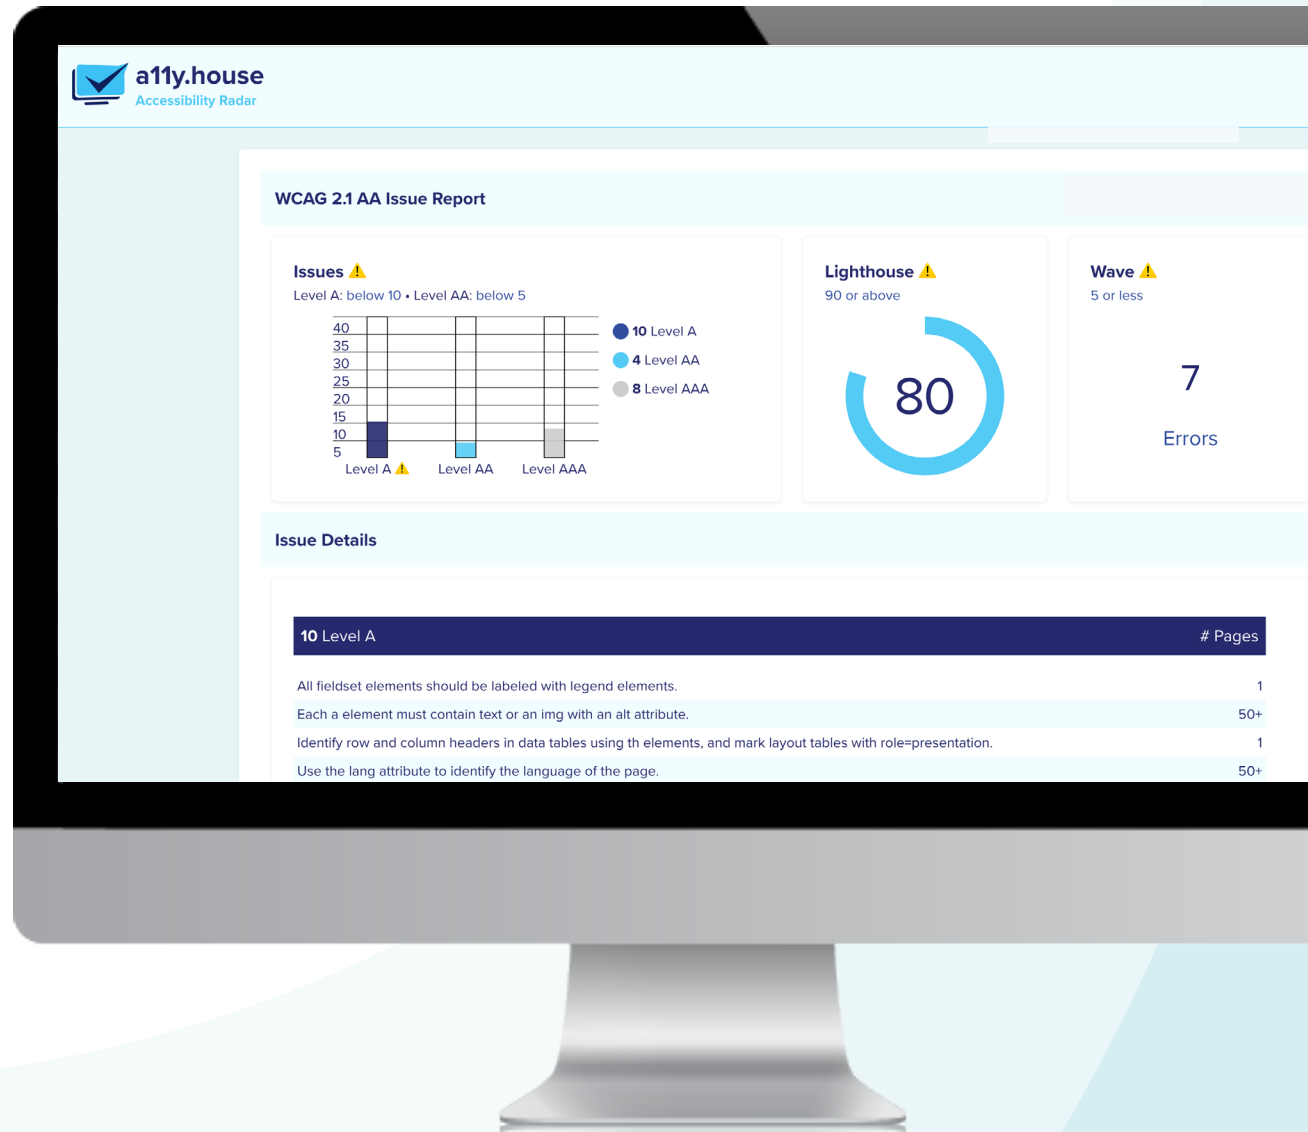 a11y.house
Accessibility Radar
WCAG 2.1 AA Issue Report
Issues
Level A: below 10 • Level AA: below 5
40
35
30
25
20
15
10
5
Level A
Level AA
Level AAA
10 Level A
4 Level AA
8 Level AAA
Lighthouse
90 or above
80
Wave
5 or less
7
Errors
Issue Details
10 Level A # Pages
All fieldset elements should be labeled with legend elements. 1
Each a element must contain text or an img with an alt attribute. 50+
Identify row and column headers in data tables using th elements, and mark layout tables with role=presentation. 1
Use the lang attribute to identify the language of the page. 50+